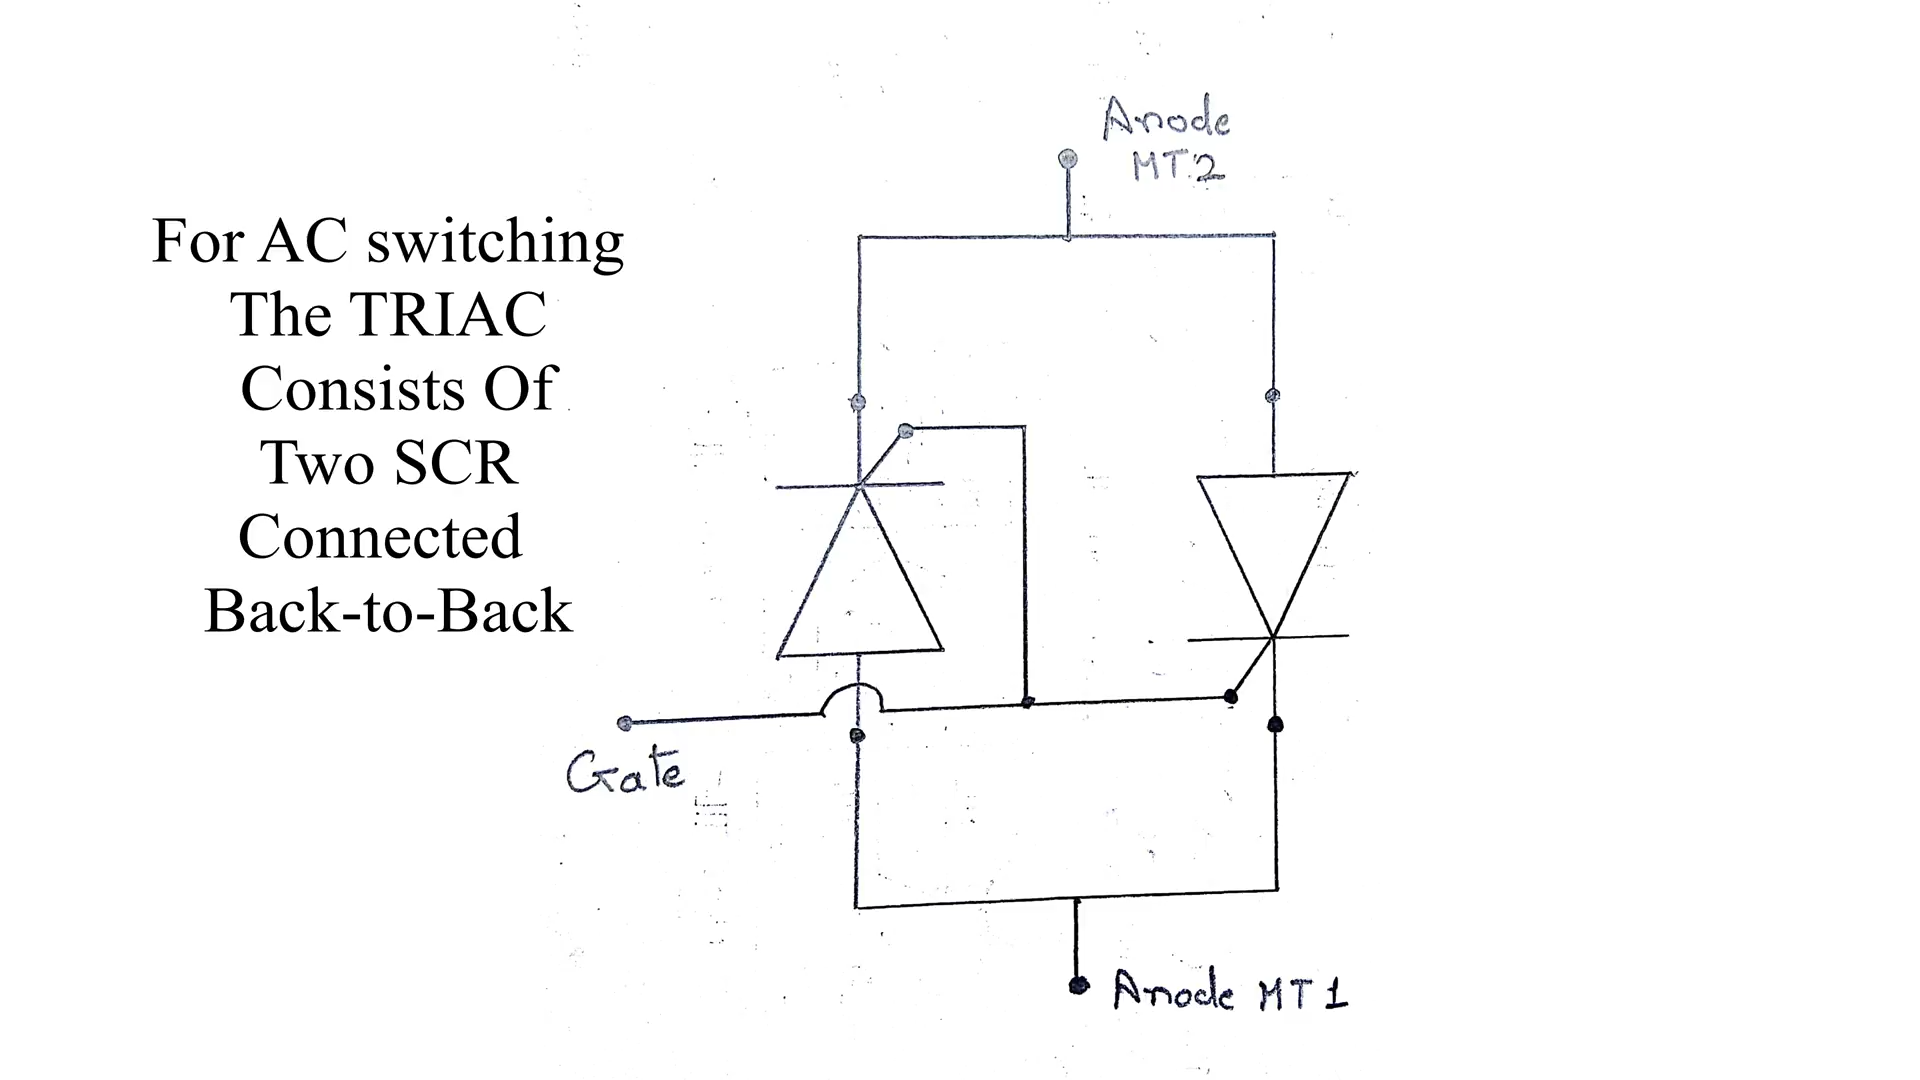 For AC switching
The TRIAC
Consists Of
Two SCR
Connected
Back-to-Back
Anode
MT2
Gate
Anode MT1